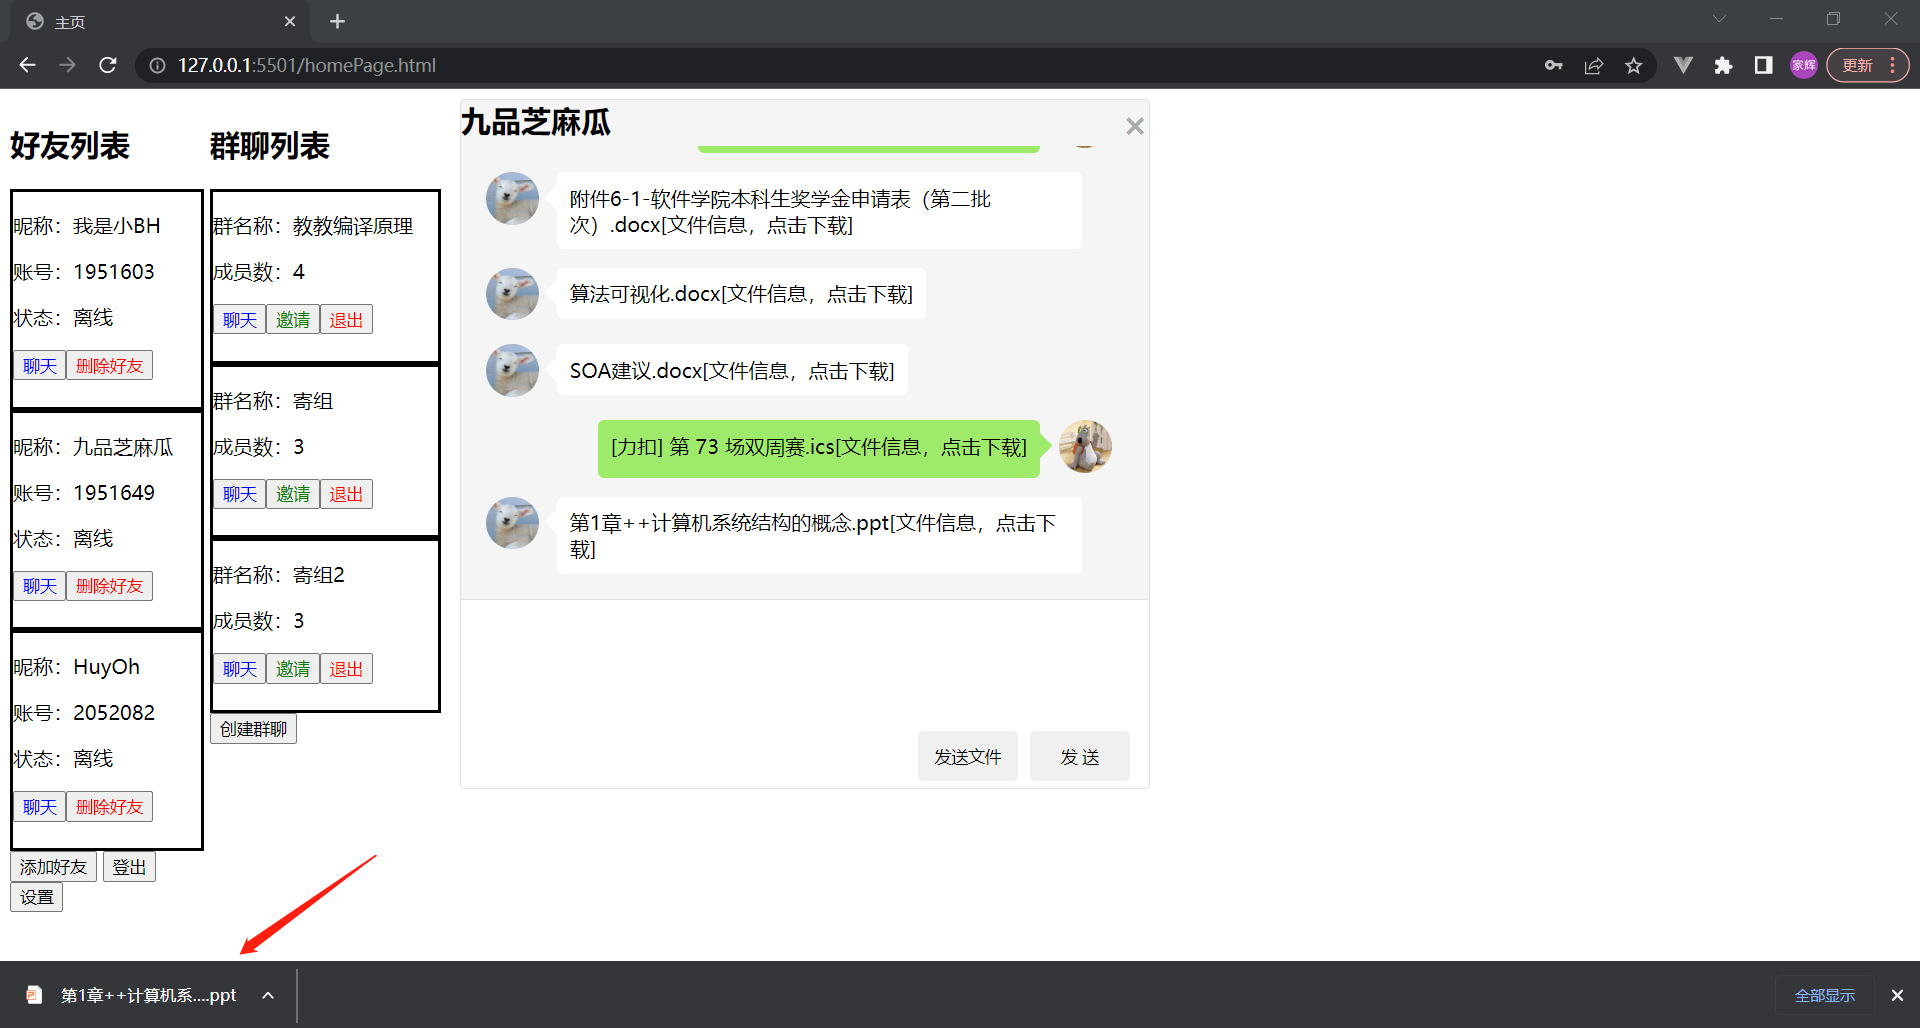 主页
127.0.0.1:5501/homePage.html
家辉
更新
好友列表
昵称：我是小BH
账号：1951603
状态：离线
聊天 删除好友
昵称：九品芝麻瓜
账号：1951649
状态：离线
聊天 删除好友
昵称：HuyOh
账号：2052082
状态：离线
聊天 删除好友
添加好友 登出
设置
群聊列表
群名称：教教编译原理
成员数：4
聊天 邀请 退出
群名称：寄组
成员数：3
聊天 邀请 退出
群名称：寄组2
成员数：3
聊天 邀请 退出
创建群聊
九品芝麻瓜
附件6-1-软件学院本科生奖学金申请表（第二批
次）.docx[文件信息，点击下载]
算法可视化.docx[文件信息，点击下载]
SOA建议.docx[文件信息，点击下载]
[力扣] 第 73 场双周赛.ics[文件信息，点击下载]
第1章++计算机系统结构的概念.ppt[文件信息，点击下
载]
发送文件 发 送
第1章++计算机系....ppt
全部显示